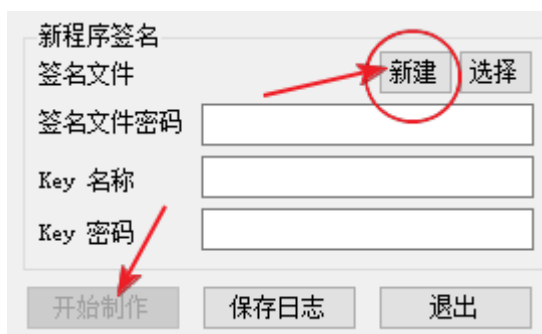 新程序签名
签名文件 新建 选择
签名文件密码
Key 名称
Key 密码
开始制作 保存日志 退出